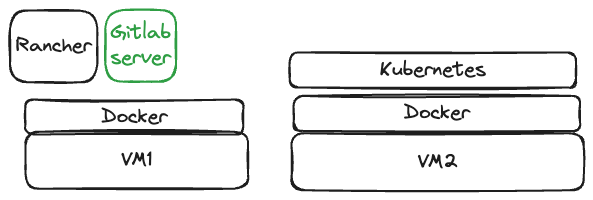 Rancher
Gitlab
server
Kubernetes
Docker
Docker
VM1
VM2